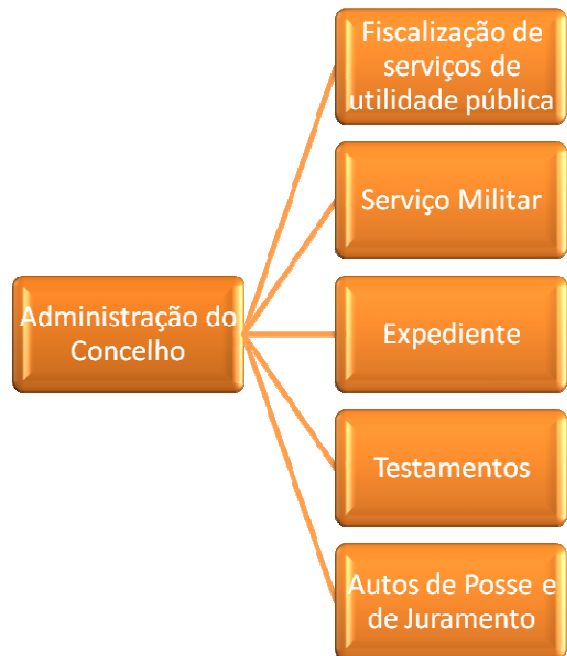 Fiscalização de
serviços de
utilidade pública
Serviço Militar
Administração do
Concelho
Expediente
Testamentos
Autos de Posse e
de Juramento